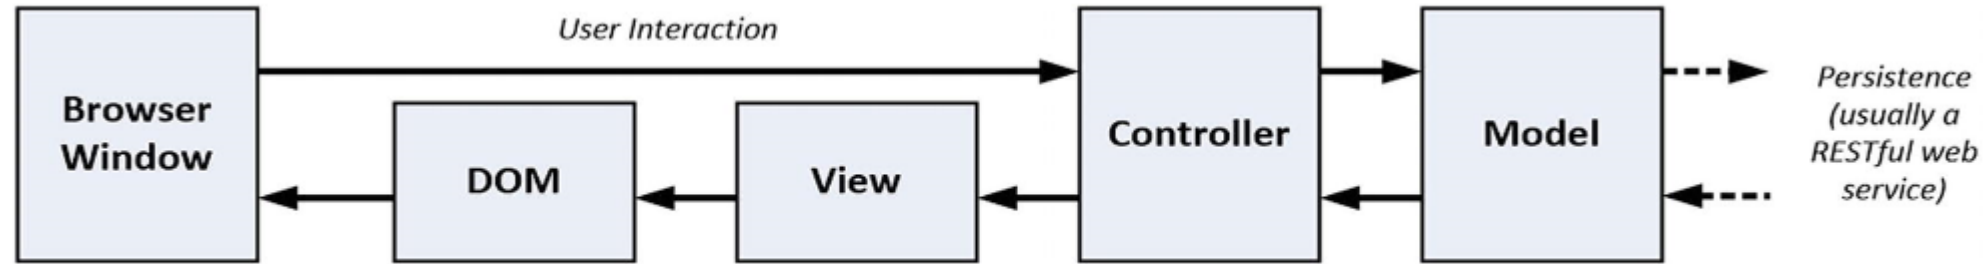 User Interaction
Browser
Window
DOM
View
Controller
Model
Persistence
(usually a
RESTful web
service)